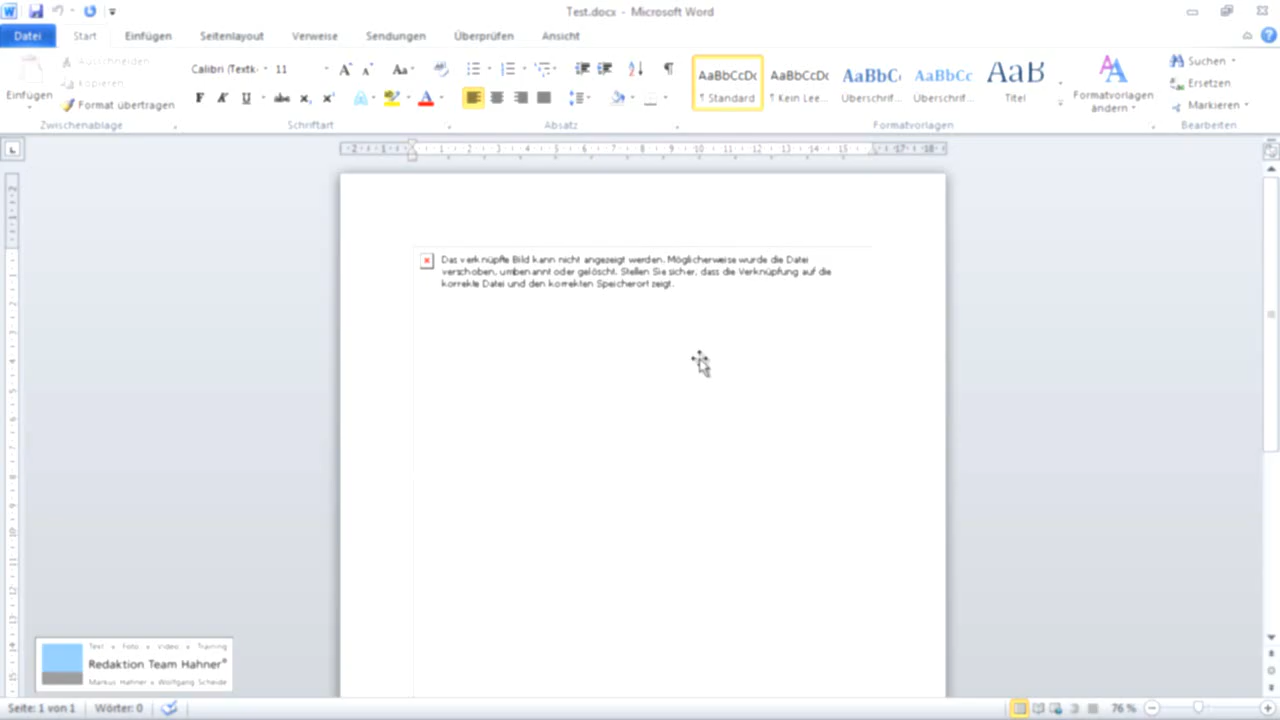 Test.docx - Microsoft Word
Datei Start Einfügen Seitenlayout Verweise Sendungen Überprüfen Ansicht
Einfügen
Ausschneiden
Kopieren
Format übertragen
Zwischenablage
Calibri (Textk 11
Schriftart
Absatz
AaBbCcDc AaBbCcDc AaBbC AaBbCc AaB
¶ Standard ¶ Kein Lee... Überschrif... Überschrif... Titel
Formatvorlagen
ändern
Formatvorlagen
Suchen
Ersetzen
Markieren
Bearbeiten
Das verknüpfte Bild kann nicht angezeigt werden. Möglicherweise wurde die Datei
verschoben, umbenannt oder gelöscht. Stellen Sie sicher, dass die Verknüpfung auf die
korrekte Datei und den korrekten Speicherort zeigt.
Text • Foto • Video • Training
Redaktion Team Hahner®
Markus Hahner • Wolfgang Scheide
Seite: 1 von 1 Wörter: 0 76 %